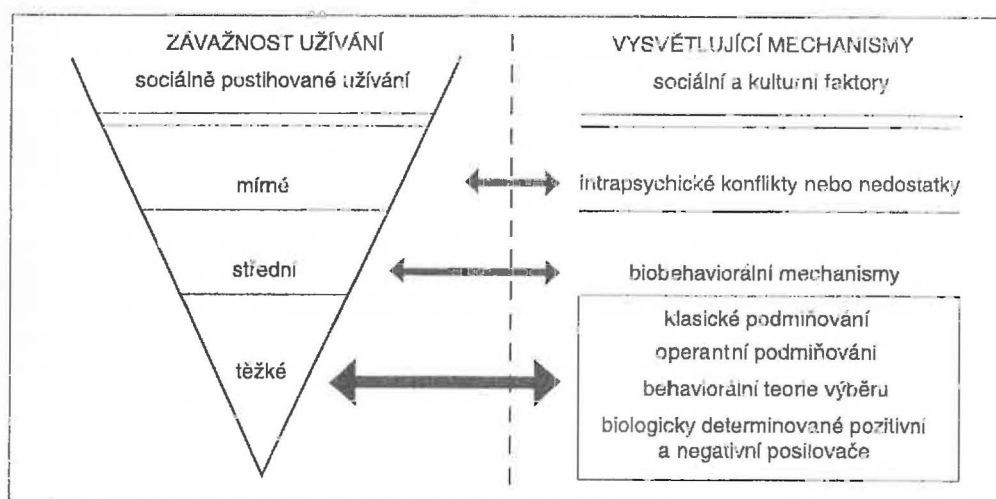 ZÁVAŽNOST UŽÍVÁNÍ
sociálně postihované užívání
mírné
střední
těžké
VYSVĚTLUJÍCÍ MECHANISMY
sociální a kulturní faktory
intrapsychické konflikty nebo nedostatky
biobehaviorální mechanismy
klasické podmiňování
operantní podmiňování
behaviorální teorie výběru
biologicky determinované pozitivní
a negativní posilovače